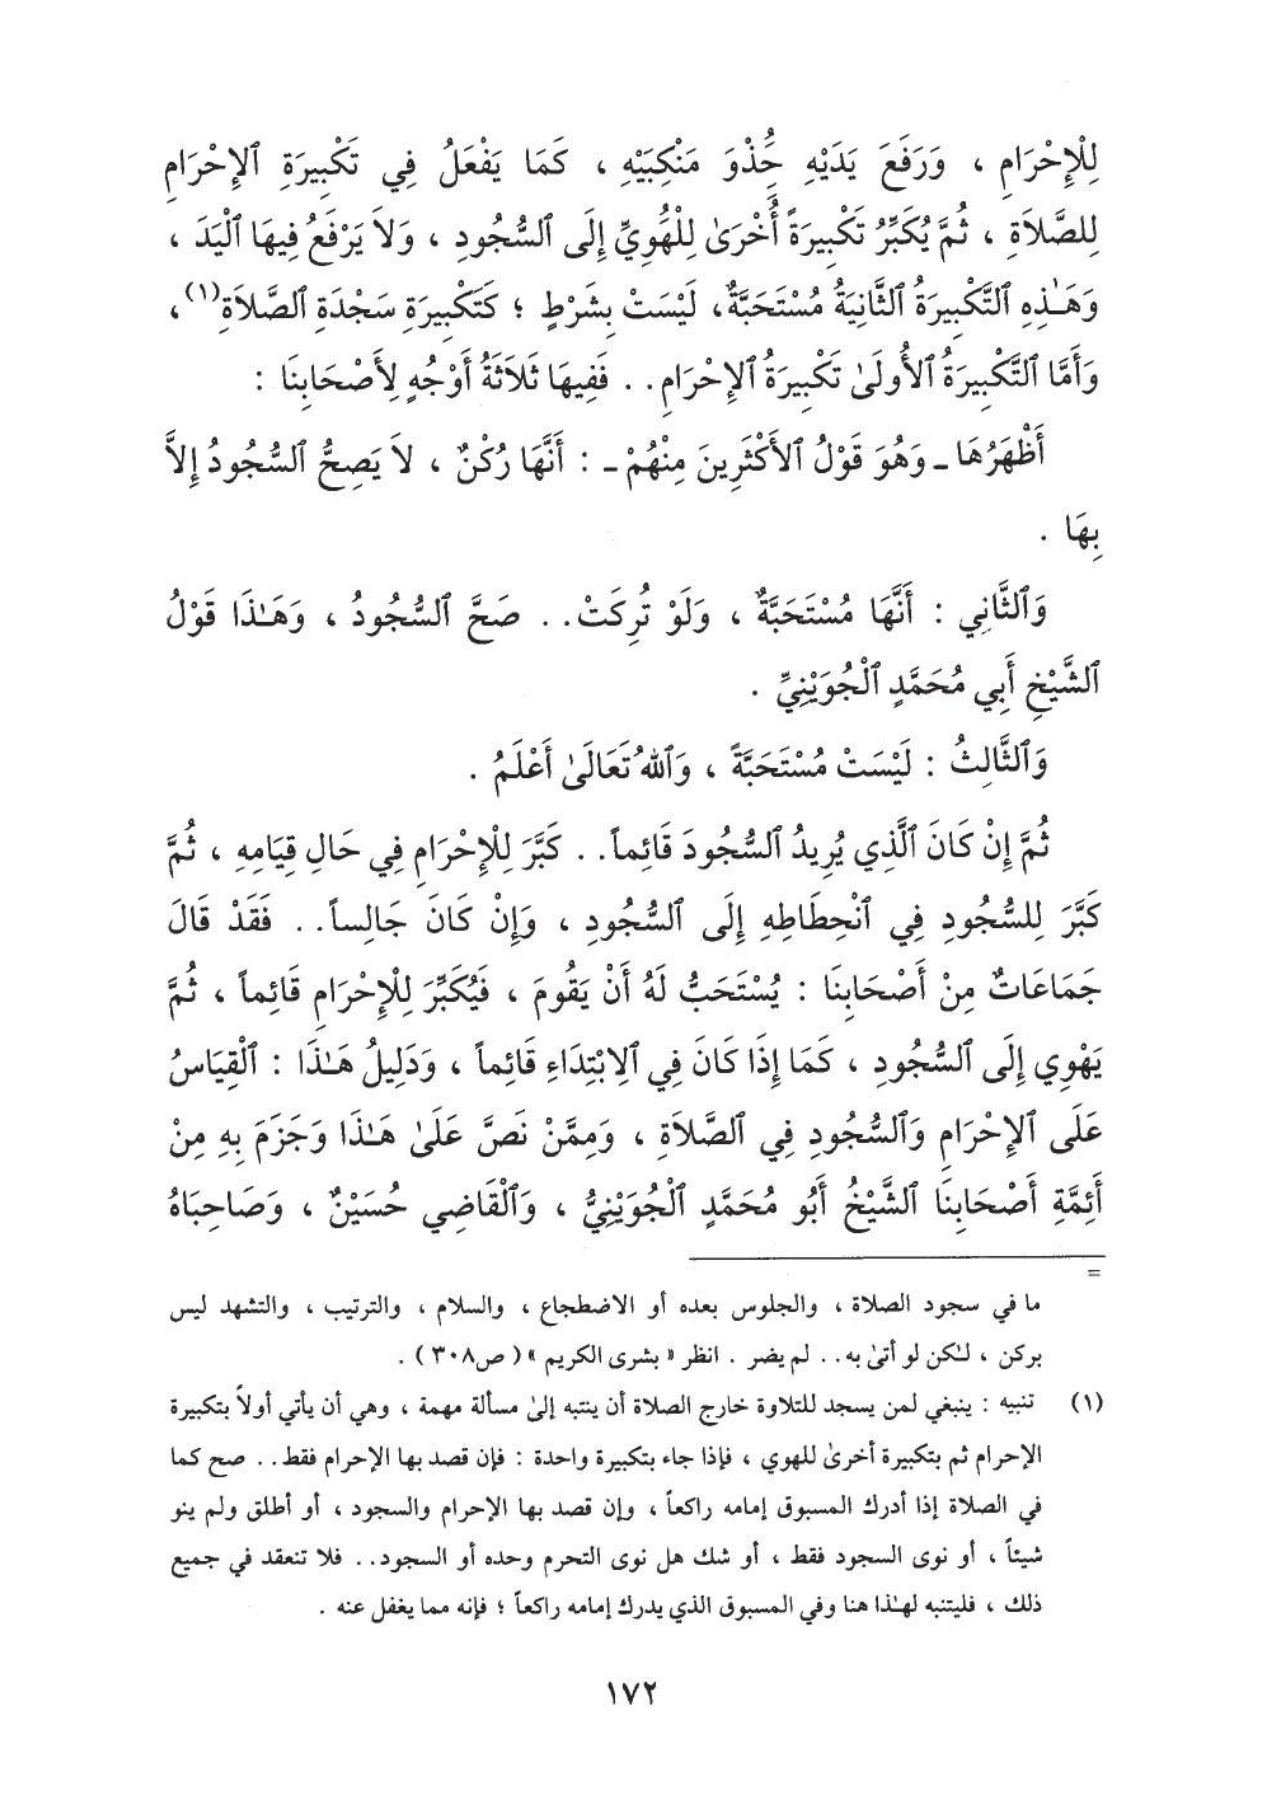 لِلْإِحْرَامِ ، وَرَفَعَ يَدَيْهِ حَُِذْوَ مَنْكِبَيْهِ ، كَمَا يَفْعَلُ فِي تَكْبِيرَةِ ٱلإِحْرَامِ
لِلصَّلاَةِ ، ثُمَّ يُكَبِّرُ تَكْبِيرَةً أُخْرَىٰ لِلْهَُوِيِّ إِلَى ٱلسُّجُودِ ، وَلاَ يَرْفَعُ فِيهَا ٱلْيَدَ ،
وَهَـٰذِهِ ٱلتَّكْبِيرَةُ ٱلثَّانِيَةُ مُسْتَحَبَّةٌ، لَيْسَتْ بِشَرْطٍ ؛ كَتَكْبِيرَةِ سَجْدَةِ ٱلصَّلاَةِ(١)،
وَأَمَّا ٱلتَّكْبِيرَةُ ٱلأُولَىٰ تَكْبِيرَةُ ٱلإِحْرَامِ. . فَفِيهَا ثَلاَثَةُ أَوْجُهٍ لِأَصْحَابِنَا :
أَظْهَرُهَا ـ وَهُوَ قَوْلُ ٱلأَكْثَرِينَ مِنْهُمْ ـ : أَنَّهَا رُكْنٌ ، لاَ يَصِحُّ ٱلسُّجُودُ إِلاَّ
بِهَا .
وَٱلثَّانِي : أَنَّهَا مُسْتَحَبَّةٌ ، وَلَوْ تُرِكَتْ. . صَحَّ ٱلسُّجُودُ ، وَهَـٰذَا قَوْلُ
ٱلشَّيْخِ أَبِي مُحَمَّدٍ ٱلْجُوَيْنِيِّ .
وَٱلثَّالِثُ : لَيْسَتْ مُسْتَحَبَّةً ، وَٱللهُ تَعَالَىٰ أَعْلَمُ .
ثُمَّ إِنْ كَانَ ٱلَّذِي يُرِيدُ ٱلسُّجُودَ قَائِماً. . كَبَّرَ لِلْإِحْرَامِ فِي حَالِ قِيَامِهِ ، ثُمَّ
كَبَّرَ لِلسُّجُودِ فِي ٱنْحِطَاطِهِ إِلَى ٱلسُّجُودِ ، وَإِنْ كَانَ جَالِساً. . فَقَدْ قَالَ
جَمَاعَاتٌ مِنْ أَصْحَابِنَا : يُسْتَحَبُّ لَهُ أَنْ يَقُومَ ، فَيُكَبِّرَ لِلْإِحْرَامِ قَائِماً ، ثُمَّ
يَهْوِي إِلَى ٱلسُّجُودِ ، كَمَا إِذَا كَانَ فِي ٱلِابْتِدَاءِ قَائِماً ، وَدَلِيلُ هَـٰذَا : ٱلْقِيَاسُ
عَلَى ٱلإِحْرَامِ وَٱلسُّجُودِ فِي ٱلصَّلاَةِ ، وَمِمَّنْ نَصَّ عَلَىٰ هَـٰذَا وَجَزَمَ بِهِ مِنْ
أَئِمَّةِ أَصْحَابِنَا ٱلشَّيْخُ أَبُو مُحَمَّدٍ ٱلْجُوَيْنِيُّ ، وَٱلْقَاضِي حُسَيْنٌ ، وَصَاحِبَاهُ
=
ما في سجود الصلاة ، والجلوس بعده أو الاضطجاع ، والسلام ، والترتيب ، والتشهد ليس
بركن ، لـٰكن لو أتىٰ به. . لم يضر . انظر « بشرى الكريم » ( ص٣٠٨ ) .
(١) تنبيه : ينبغي لمن يسجد للتلاوة خارج الصلاة أن ينتبه إلىٰ مسألة مهمة ، وهي أن يأتي أولاً بتكبيرة
الإحرام ثم بتكبيرة أخرىٰ للهوي ، فإذا جاء بتكبيرة واحدة : فإن قصد بها الإحرام فقط. . صح كما
في الصلاة إذا أدرك المسبوق إمامه راكعاً ، وإن قصد بها الإحرام والسجود ، أو أطلق ولم ينو
شيئاً ، أو نوى السجود فقط ، أو شك هل نوى التحرم وحده أو السجود. . فلا تنعقد في جميع
ذلك ، فليتنبه لهـٰذا هنا وفي المسبوق الذي يدرك إمامه راكعاً ؛ فإنه مما يغفل عنه .
١٧٢